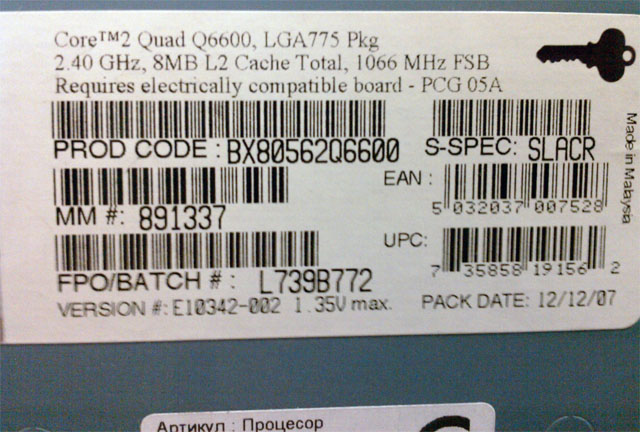 Core™2 Quad Q6600, LGA775 Pkg
2.40 GHz, 8MB L2 Cache Total, 1066 MHz FSB
Requires electrically compatible board - PCG 05A
PROD CODE : BX80562Q6600 S-SPEC: SLACR
EAN :
5 032037 007528
MM #: 891337
UPC:
7 35858 19156 2
FPO/BATCH # : L739B772
VERSION #: E10342-002 1.35V max. PACK DATE: 12/12/07
Made in Malaysia
Артикул : Процесор